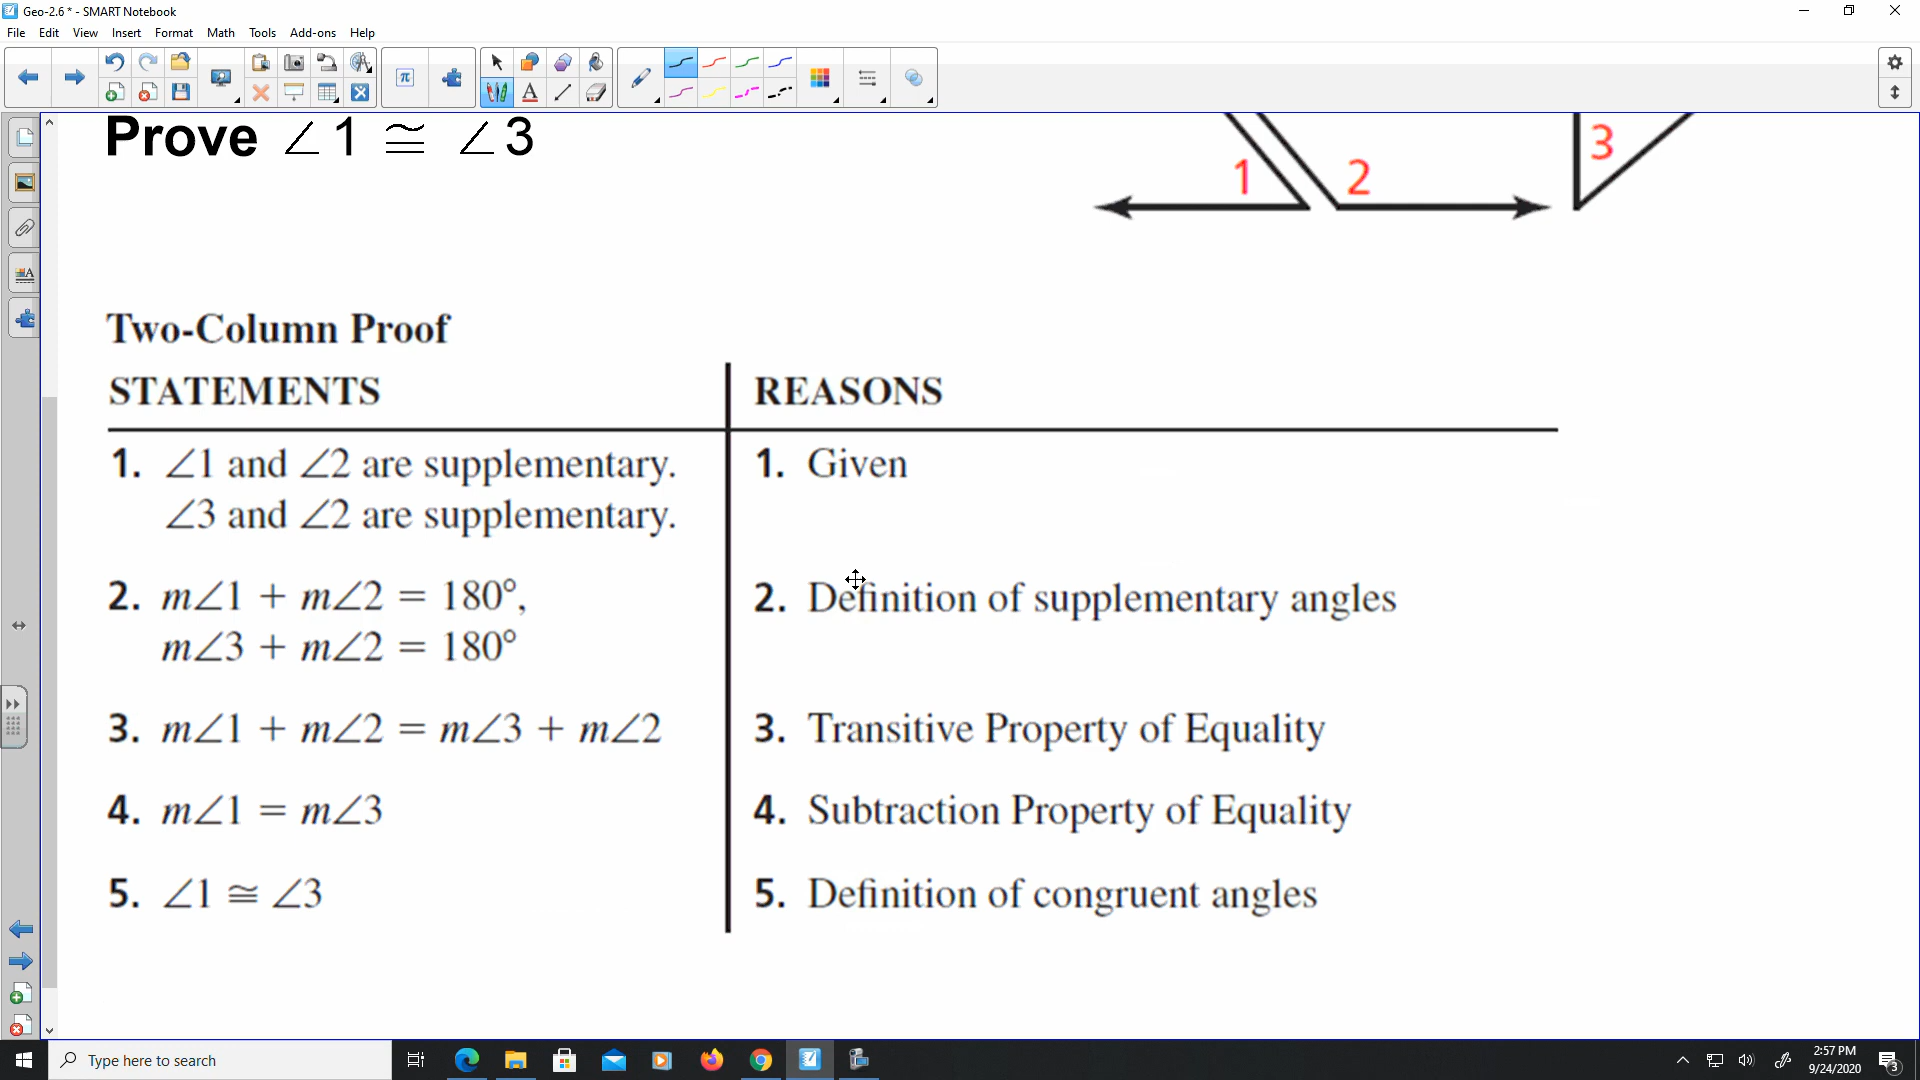 Geo-2.6 * - SMART Notebook
File Edit View Insert Format Math Tools Add-ons Help
Prove ∠1 ≅ ∠3
1 2 3
Two-Column Proof
STATEMENTS REASONS
1. ∠1 and ∠2 are supplementary. 1. Given
∠3 and ∠2 are supplementary.
2. m∠1 + m∠2 = 180°, 2. Definition of supplementary angles
m∠3 + m∠2 = 180°
3. m∠1 + m∠2 = m∠3 + m∠2 3. Transitive Property of Equality
4. m∠1 = m∠3 4. Subtraction Property of Equality
5. ∠1 ≅ ∠3 5. Definition of congruent angles
Type here to search
2:57 PM
9/24/2020
3